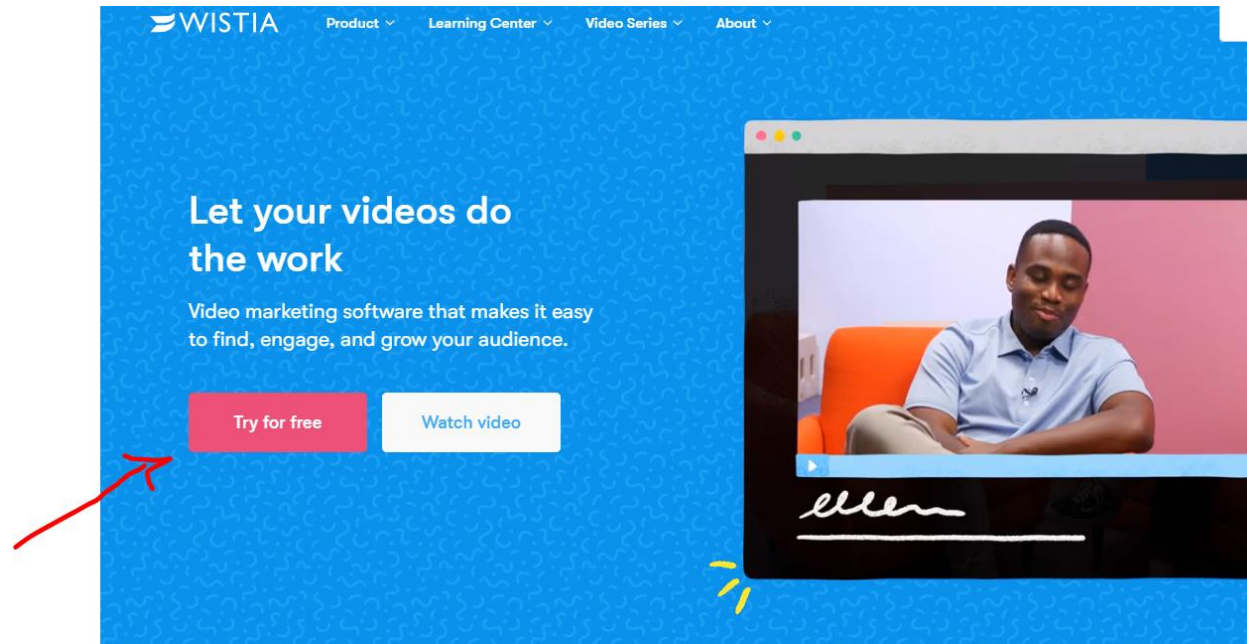 WISTIA Product Learning Center Video Series About
Let your videos do
the work
Video marketing software that makes it easy
to find, engage, and grow your audience.
Try for free Watch video